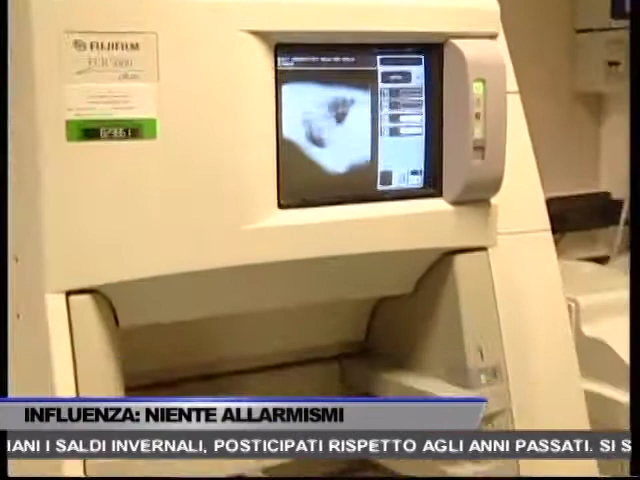 FUJIFILM
INFLUENZA: NIENTE ALLARMISMI
IANI I SALDI INVERNALI, POSTICIPATI RISPETTO AGLI ANNI PASSATI. SI S